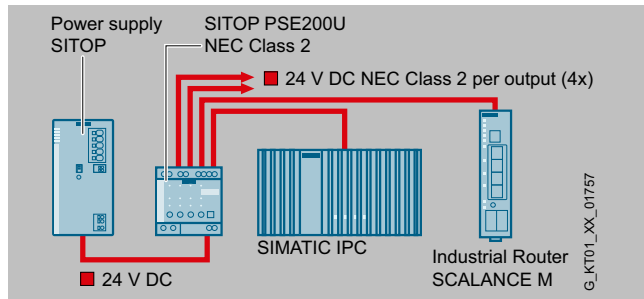 Power supply
SITOP
SITOP PSE200U
NEC Class 2
24 V DC NEC Class 2 per output (4x)
SIMATIC IPC
Industrial Router
SCALANCE M
24 V DC
G_KT01_XX_01757